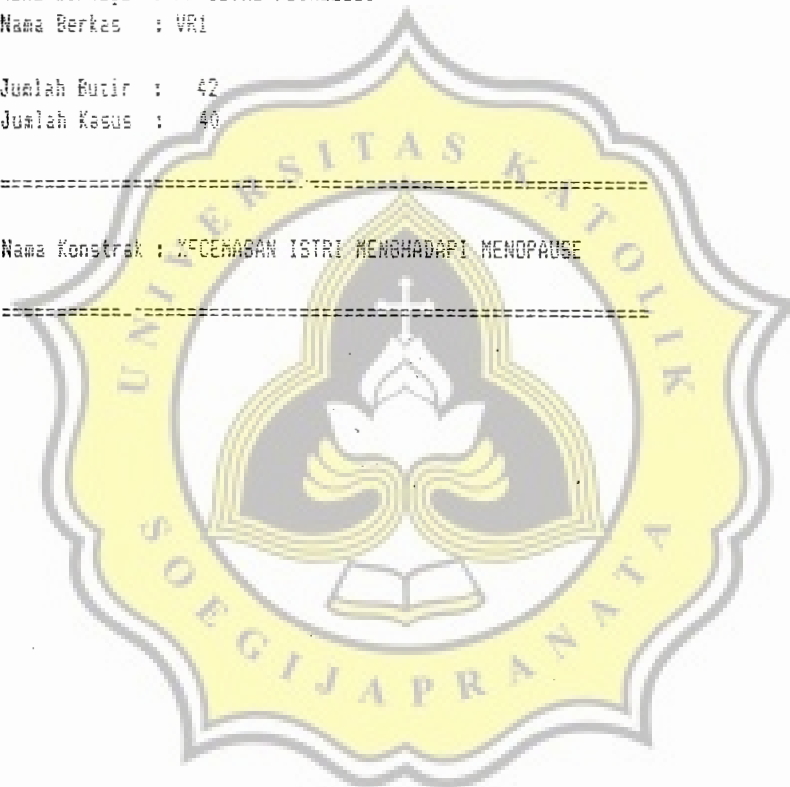 Nama Berkas : VR1
Jumlah Butir : 42
Jumlah Kasus : 40
Nama Konstrak : KECEMASAN ISTRI MENGHADAPI MENOPAUSE
UNIVERSITAS KATOLIK
SOEGIJAPRANATA